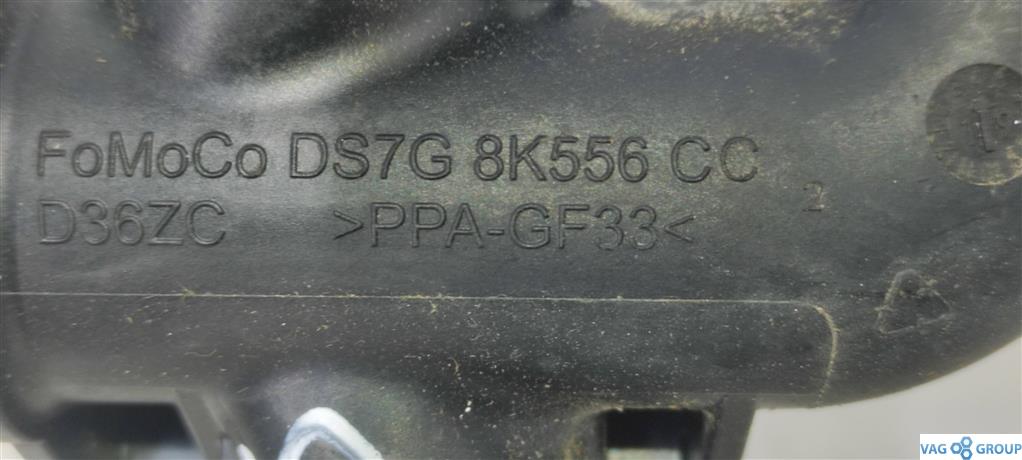 FoMoCo DS7G 8K556 CC
D36ZC >PPA-GF33< 2
VAG GROUP